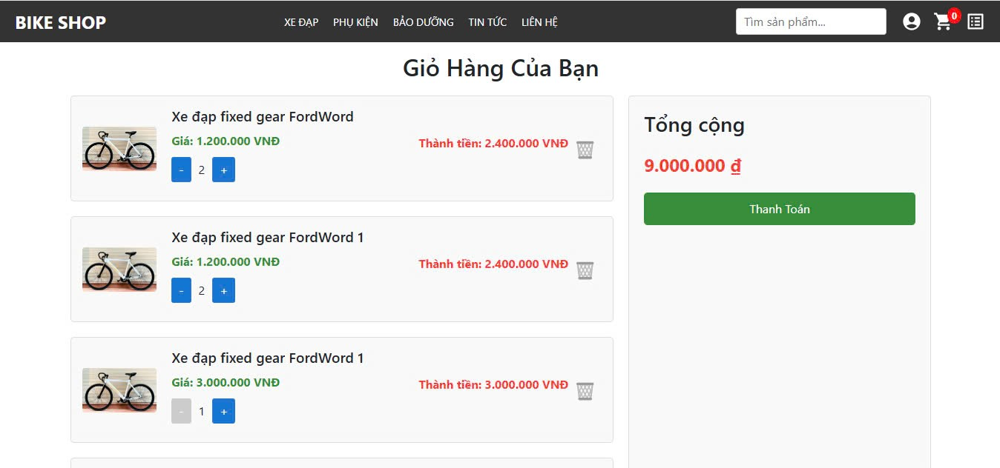 BIKE SHOP
XE ĐẠP PHỤ KIỆN BẢO DƯỠNG TIN TỨC LIÊN HỆ
Tìm sản phẩm...
0
Giỏ Hàng Của Bạn
Xe đạp fixed gear FordWord
Giá: 1.200.000 VNĐ
- 2 +
Thành tiền: 2.400.000 VNĐ
Xe đạp fixed gear FordWord 1
Giá: 1.200.000 VNĐ
- 2 +
Thành tiền: 2.400.000 VNĐ
Xe đạp fixed gear FordWord 1
Giá: 3.000.000 VNĐ
- 1 +
Thành tiền: 3.000.000 VNĐ
Tổng cộng
9.000.000 ₫
Thanh Toán